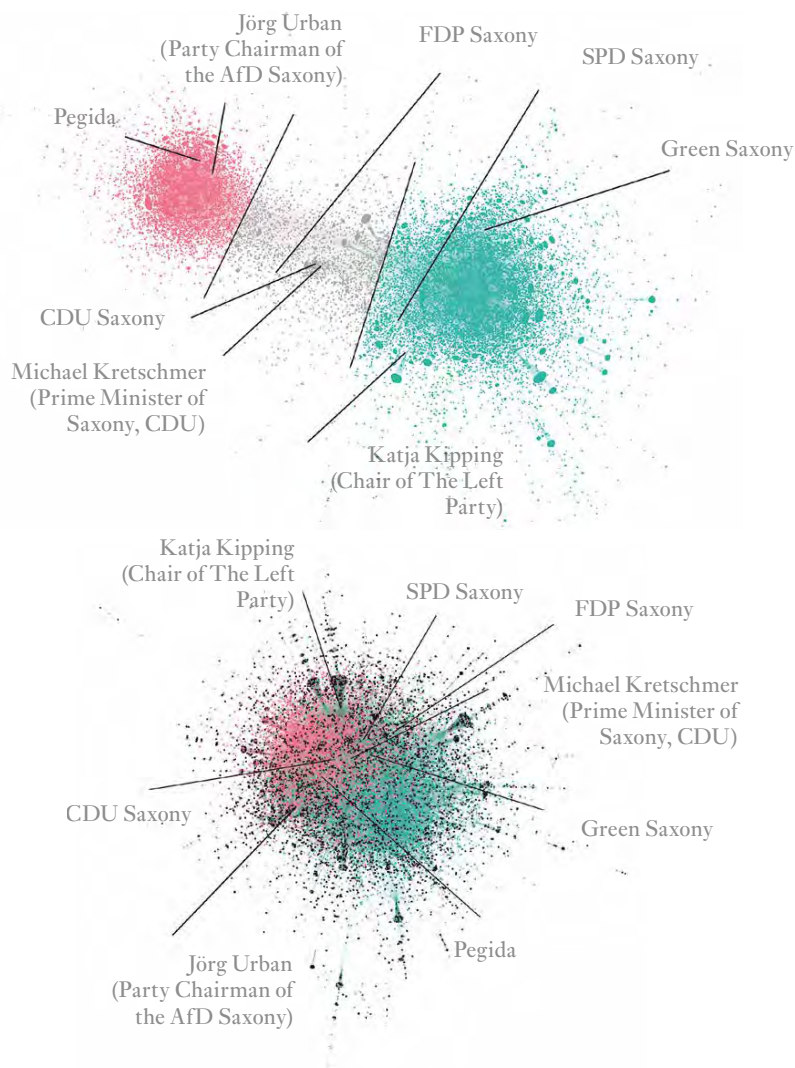 Jörg Urban
(Party Chairman of
the AfD Saxony)
FDP Saxony
SPD Saxony
Pegida
Green Saxony
CDU Saxony
Michael Kretschmer
(Prime Minister of
Saxony, CDU)
Katja Kipping
(Chair of The Left
Party)
Katja Kipping
(Chair of The Left
Party)
SPD Saxony
FDP Saxony
Michael Kretschmer
(Prime Minister of
Saxony, CDU)
CDU Saxony
Green Saxony
Pegida
Jörg Urban
(Party Chairman of
the AfD Saxony)